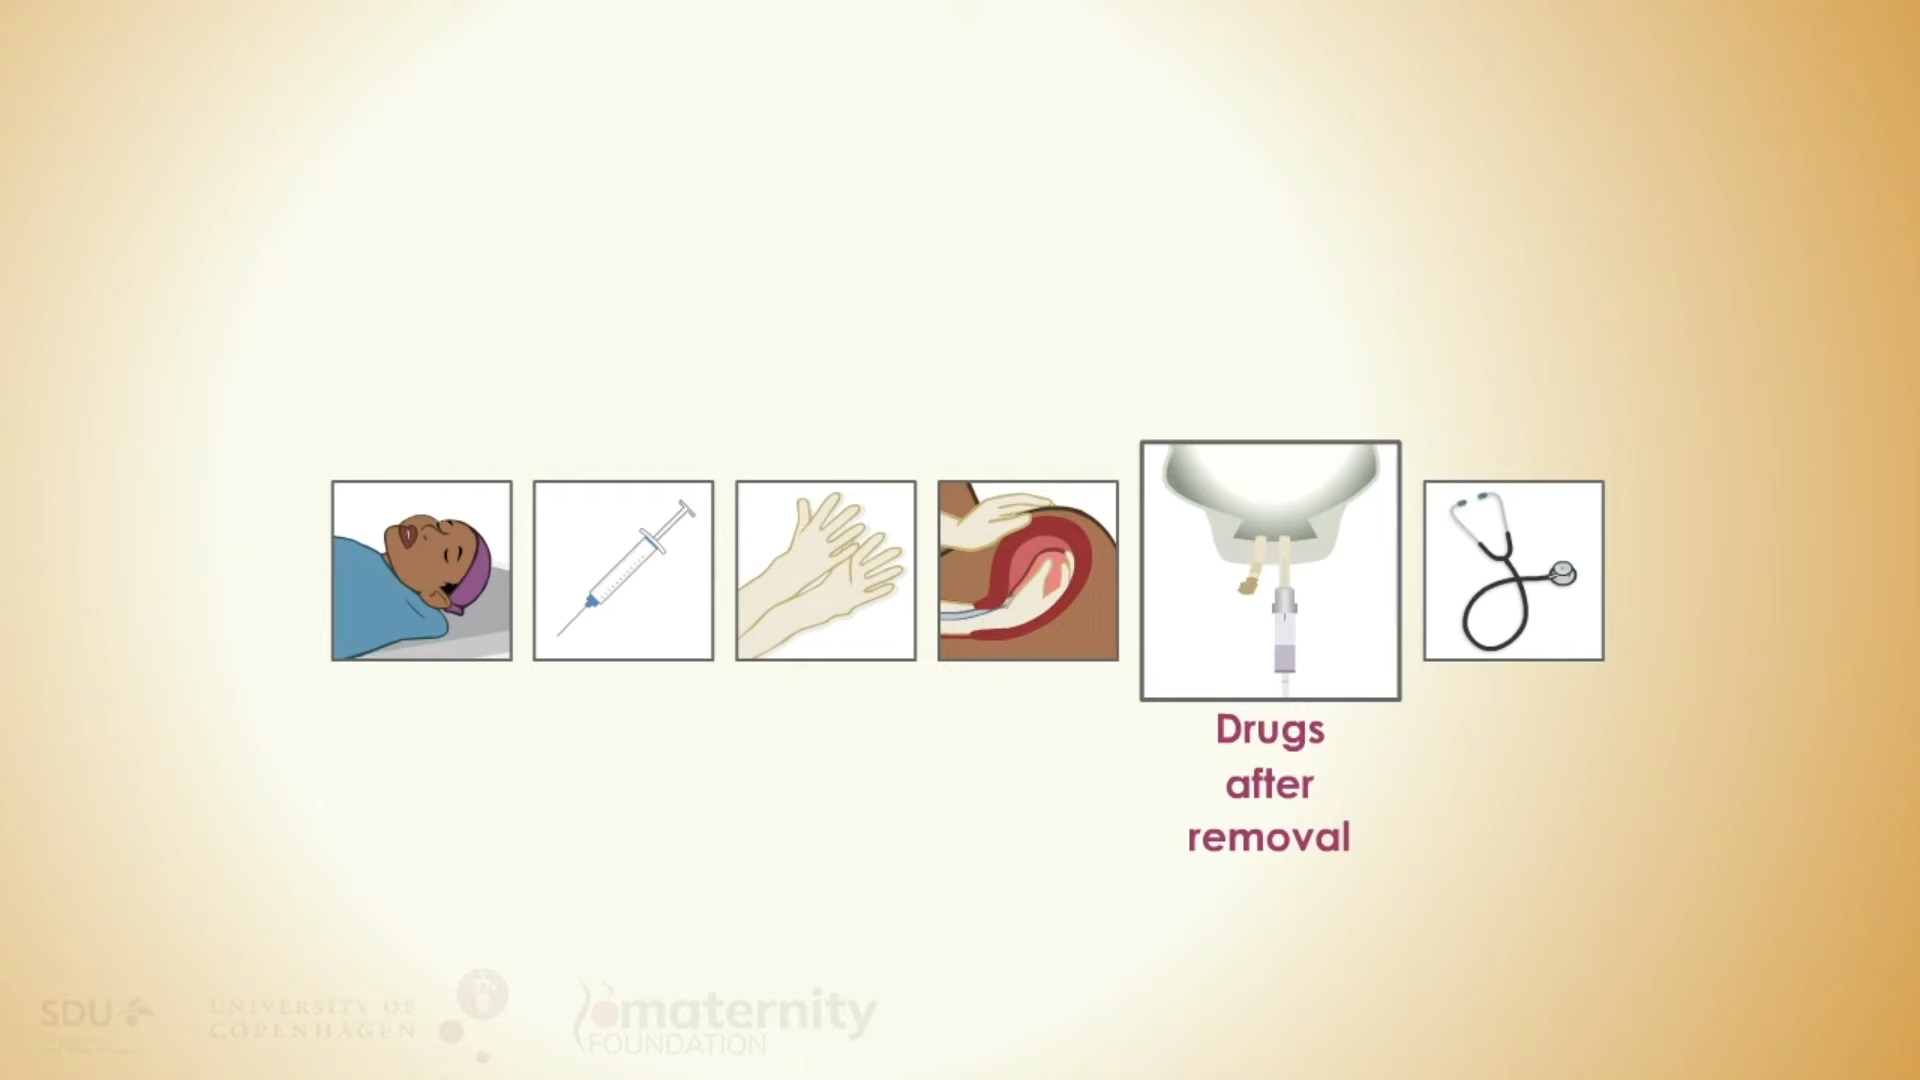 Drugs
after
removal
SDU
UNIVERSITY OF
COPENHAGEN
maternity
FOUNDATION